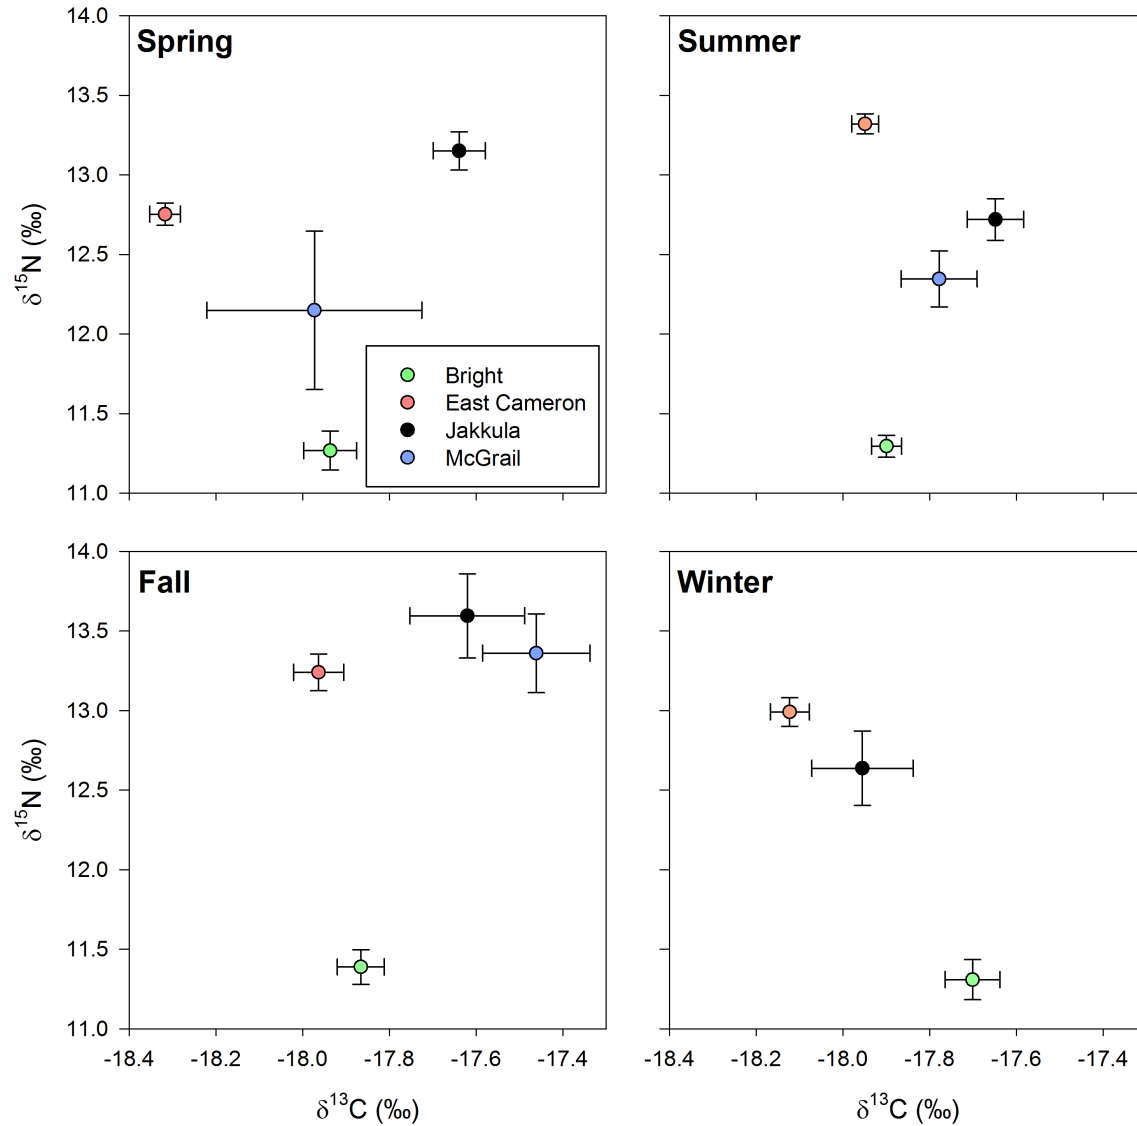 Spring
14.0
13.5
13.0
12.5
12.0
11.5
11.0
δ15N (‰)
Bright
East Cameron
Jakkula
McGrail
Summer
Fall
14.0
13.5
13.0
12.5
12.0
11.5
11.0
δ15N (‰)
-18.4 -18.2 -18.0 -17.8 -17.6 -17.4
δ13C (‰)
Winter
-18.4 -18.2 -18.0 -17.8 -17.6 -17.4
δ13C (‰)